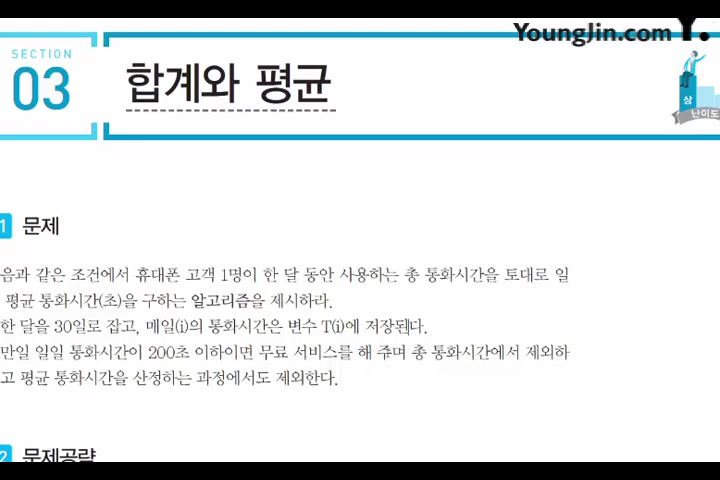 YoungJin.com Y.
SECTION
03
합계와 평균
상
난이도
1 문제
음과 같은 조건에서 휴대폰 고객 1명이 한 달 동안 사용하는 총 통화시간을 토대로 일
평균 통화시간(초)을 구하는 알고리즘을 제시하라.
한 달을 30일로 잡고, 매일(i)의 통화시간은 변수 T(i)에 저장된다.
만일 일일 통화시간이 200초 이하이면 무료 서비스를 해 주며 총 통화시간에서 제외하
고 평균 통화시간을 산정하는 과정에서도 제외한다.
2 문제공략